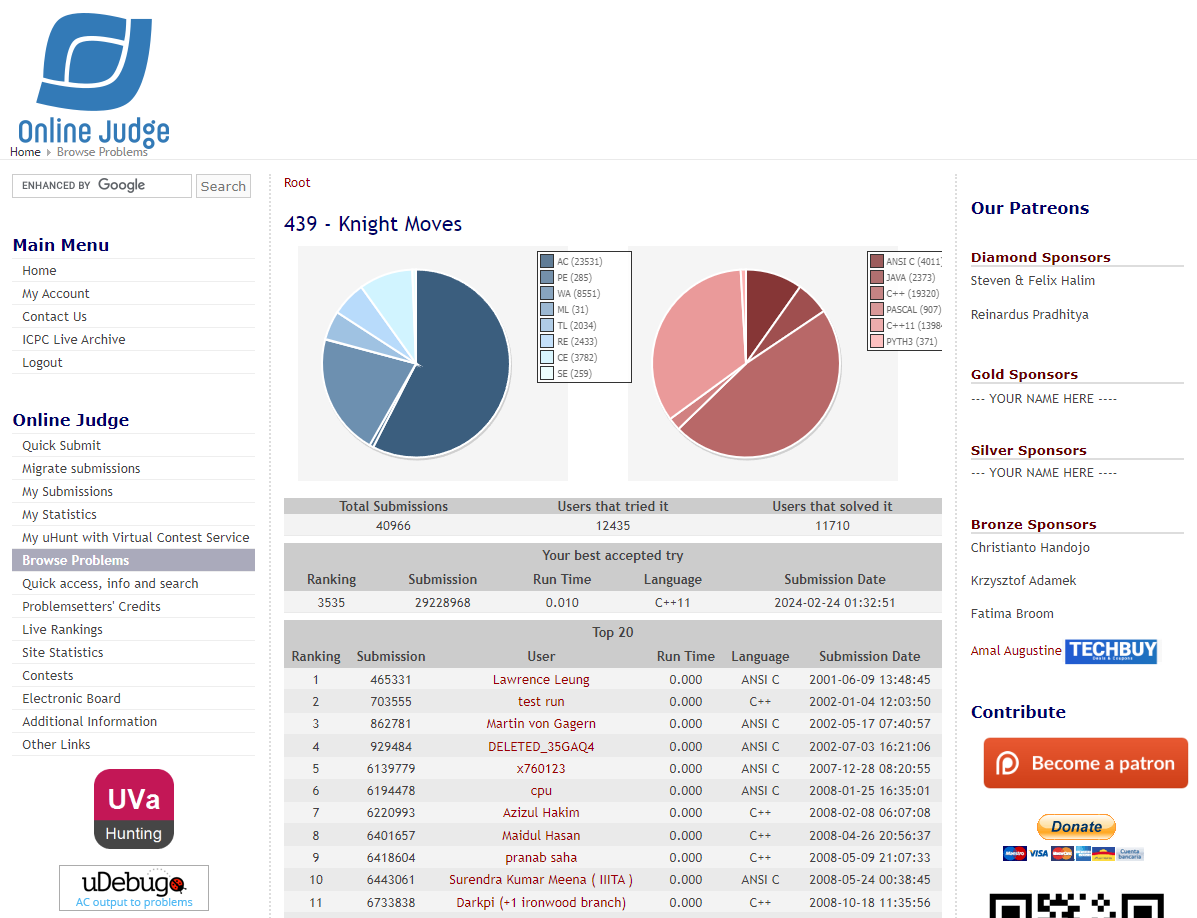 Online Judge
Home Browse Problems
ENHANCED BY Google Search
Main Menu
Home
My Account
Contact Us
ICPC Live Archive
Logout
Online Judge
Quick Submit
Migrate submissions
My Submissions
My Statistics
My uHunt with Virtual Contest Service
Browse Problems
Quick access, info and search
Problemsetters' Credits
Live Rankings
Site Statistics
Contests
Electronic Board
Additional Information
Other Links
UVa
Hunting
uDebug
AC output to problems
Root
439 - Knight Moves
AC (23531)
PE (285)
WA (8551)
ML (31)
TL (2034)
RE (2433)
CE (3782)
SE (259)
ANSI C (4011)
JAVA (2373)
C++ (19320)
PASCAL (907)
C++11 (1398
PYTH3 (371)
Total Submissions Users that tried it Users that solved it
40966 12435 11710
Your best accepted try
Ranking Submission Run Time Language Submission Date
3535 29228968 0.010 C++11 2024-02-24 01:32:51
Top 20
Ranking Submission User Run Time Language Submission Date
1 465331 Lawrence Leung 0.000 ANSI C 2001-06-09 13:48:45
2 703555 test run 0.000 C++ 2002-01-04 12:03:50
3 862781 Martin von Gagern 0.000 ANSI C 2002-05-17 07:40:57
4 929484 DELETED_35GAQ4 0.000 ANSI C 2002-07-03 16:21:06
5 6139779 x760123 0.000 ANSI C 2007-12-28 08:20:55
6 6194478 cpu 0.000 ANSI C 2008-01-25 16:35:01
7 6220993 Azizul Hakim 0.000 C++ 2008-02-08 06:07:08
8 6401657 Maidul Hasan 0.000 C++ 2008-04-26 20:56:37
9 6418604 pranab saha 0.000 C++ 2008-05-09 21:07:33
10 6443061 Surendra Kumar Meena ( IIITA ) 0.000 ANSI C 2008-05-24 00:38:45
11 6733838 Darkpi (+1 ironwood branch) 0.000 C++ 2008-10-18 11:35:56
Our Patreons
Diamond Sponsors
Steven & Felix Halim
Reinardus Pradhitya
Gold Sponsors
--- YOUR NAME HERE ----
Silver Sponsors
--- YOUR NAME HERE ----
Bronze Sponsors
Christianto Handojo
Krzysztof Adamek
Fatima Broom
Amal Augustine TECHBUY
Deals & Coupons
Contribute
Become a patron
Donate
Maestro VISA MasterCard Cuenta
bancaria